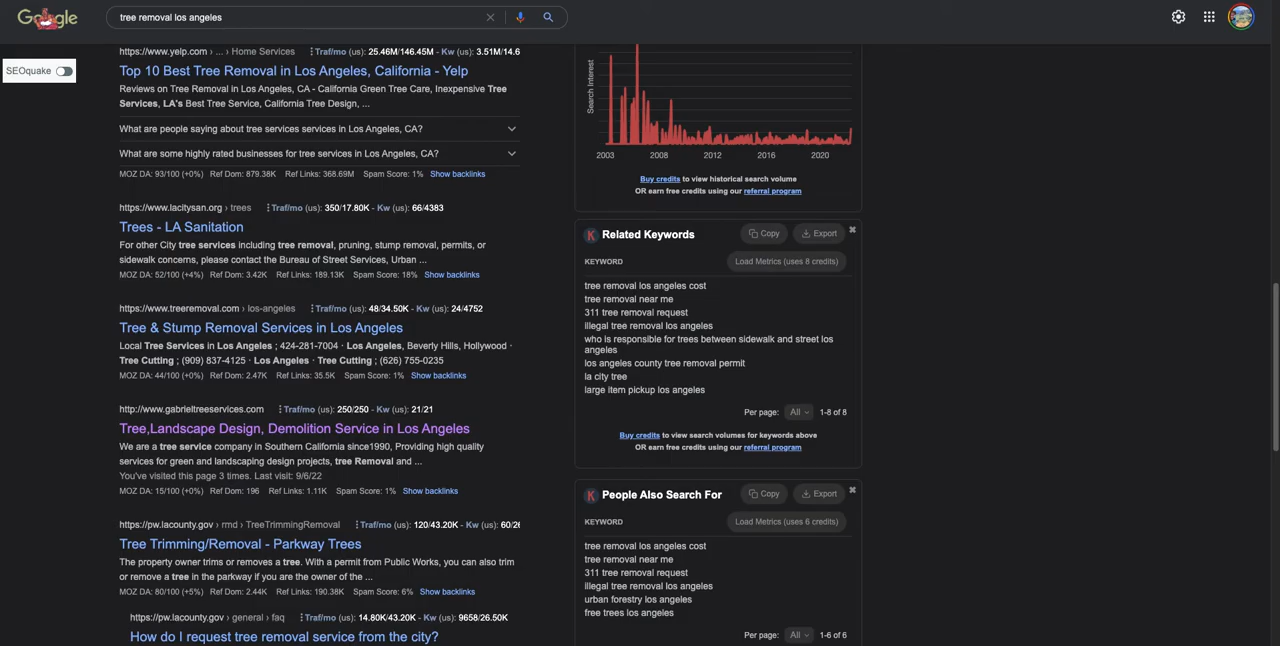 Google
tree removal los angeles
SEOquake
https://www.yelp.com › ... › Home Services
Traf/mo (us): 25.46M/146.45M - Kw (us): 3.51M/14.6
Top 10 Best Tree Removal in Los Angeles, California - Yelp
Reviews on Tree Removal in Los Angeles, CA - California Green Tree Care, Inexpensive Tree
Services, LA's Best Tree Service, California Tree Design, ...
What are people saying about tree services services in Los Angeles, CA?
What are some highly rated businesses for tree services in Los Angeles, CA?
MOZ DA: 93/100 (+0%) Ref Dom: 879.38K Ref Links: 368.69M Spam Score: 1% Show backlinks
https://www.lacitysan.org › trees
Traf/mo (us): 350/17.80K - Kw (us): 66/4383
Trees - LA Sanitation
For other City tree services including tree removal, pruning, stump removal, permits, or
sidewalk concerns, please contact the Bureau of Street Services, Urban ...
MOZ DA: 52/100 (+4%) Ref Dom: 3.42K Ref Links: 189.13K Spam Score: 18% Show backlinks
https://www.treeremoval.com › los-angeles
Traf/mo (us): 48/34.50K - Kw (us): 24/4752
Tree & Stump Removal Services in Los Angeles
Local Tree Services in Los Angeles ; 424-281-7004 · Los Angeles, Beverly Hills, Hollywood ·
Tree Cutting ; (909) 837-4125 · Los Angeles · Tree Cutting ; (626) 755-0235
MOZ DA: 44/100 (+0%) Ref Dom: 2.47K Ref Links: 35.5K Spam Score: 1% Show backlinks
http://www.gabrieltreeservices.com
Traf/mo (us): 250/250 - Kw (us): 21/21
Tree,Landscape Design, Demolition Service in Los Angeles
We are a tree service company in Southern California since1990, Providing high quality
services for green and landscaping design projects, tree Removal and ...
You've visited this page 3 times. Last visit: 9/6/22
MOZ DA: 15/100 (+0%) Ref Dom: 196 Ref Links: 1.11K Spam Score: 1% Show backlinks
https://pw.lacounty.gov › rmd › TreeTrimmingRemoval
Traf/mo (us): 120/43.20K - Kw (us): 60/26
Tree Trimming/Removal - Parkway Trees
The property owner trims or removes a tree. With a permit from Public Works, you can also trim
or remove a tree in the parkway if you are the owner of the ...
MOZ DA: 80/100 (+5%) Ref Dom: 2.44K Ref Links: 190.38K Spam Score: 6% Show backlinks
https://pw.lacounty.gov › general › faq
Traf/mo (us): 14.80K/43.20K - Kw (us): 9658/26.50K
How do I request tree removal service from the city?
Search Interest
2003 2008 2012 2016 2020
Buy credits to view historical search volume
OR earn free credits using our referral program
K Related Keywords
Copy
Export
KEYWORD
Load Metrics (uses 8 credits)
tree removal los angeles cost
tree removal near me
311 tree removal request
illegal tree removal los angeles
who is responsible for trees between sidewalk and street los
angeles
los angeles county tree removal permit
la city tree
large item pickup los angeles
Per page: All 1-8 of 8
Buy credits to view search volumes for keywords above
OR earn free credits using our referral program
K People Also Search For
Copy
Export
KEYWORD
Load Metrics (uses 6 credits)
tree removal los angeles cost
tree removal near me
311 tree removal request
illegal tree removal los angeles
urban forestry los angeles
free trees los angeles
Per page: All 1-6 of 6